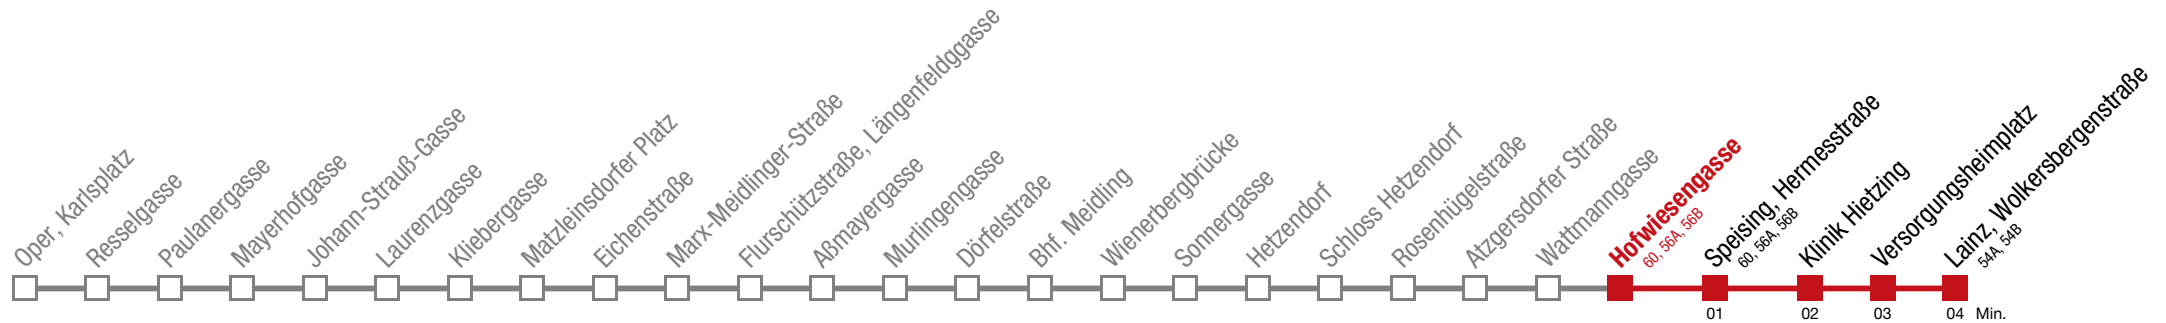 Oper, Karlsplatz
Resselgasse
Paulanergasse
Mayerhofgasse
Johann-Strauß-Gasse
Laurenzgasse
Kliebergasse
Matzleinsdorfer Platz
Eichenstraße
Marx-Meidlinger-Straße
Flurschützstraße, Längenfeldggasse
Aßmayergasse
Murlingengasse
Dörfelstraße
Bhf. Meidling
Wienerbergbrücke
Sonnergasse
Hetzendorf
Schloss Hetzendorf
Rosenhügelstraße
Atzgersdorfer Straße
Wattmanngasse
Hofwiesengasse
60, 56A, 56B
Speising, Hermesstraße
60, 56A, 56B
Klinik Hietzing
Versorgungsheimplatz
Lainz, Wolkersbergenstraße
54A, 54B
01 02 03 04 Min.